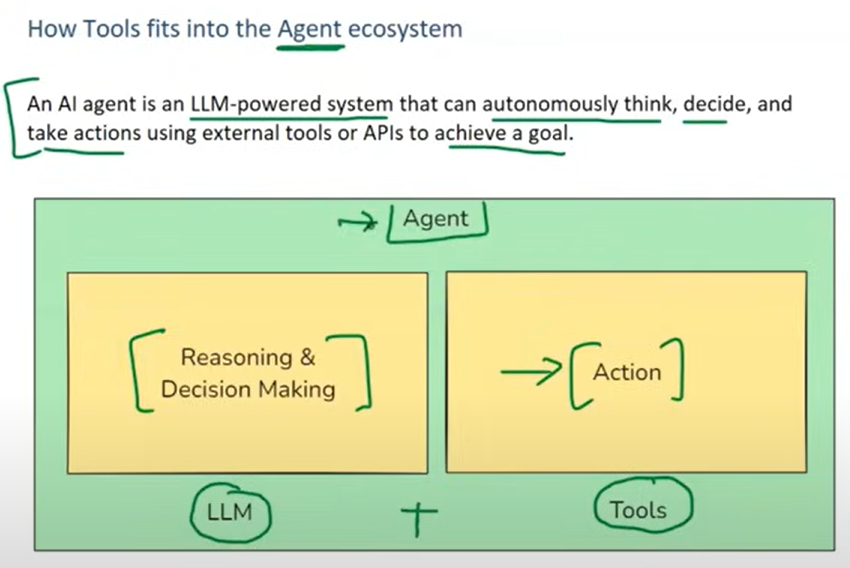 How Tools fits into the Agent ecosystem
An AI agent is an LLM-powered system that can autonomously think, decide, and
take actions using external tools or APIs to achieve a goal.
Agent
Reasoning &
Decision Making
Action
LLM + Tools